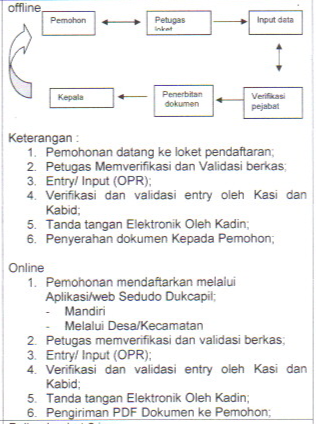 offline
Pemohon
Petugas
loket
Input data
Kepala
Penerbitan
dokumen
Verifikasi
pejabat
Keterangan :
1. Pemohonan datang ke loket pendaftaran;
2. Petugas Memverifikasi dan Validasi berkas;
3. Entry/ Input (OPR);
4. Verifikasi dan validasi entry oleh Kasi dan
Kabid;
5. Tanda tangan Elektronik Oleh Kadin;
6. Penyerahan dokumen Kepada Pemohon;
Online
1. Pemohonan mendaftarkan melalui
Aplikasi/web Sedudo Dukcapil;
- Mandiri
- Melalui Desa/Kecamatan
2. Petugas memverifikasi dan validasi berkas;
3. Entry/ Input (OPR);
4. Verifikasi dan validasi entry oleh Kasi dan
Kabid;
5. Tanda tangan Elektronik Oleh Kadin;
6. Pengiriman PDF Dokumen ke Pemohon;